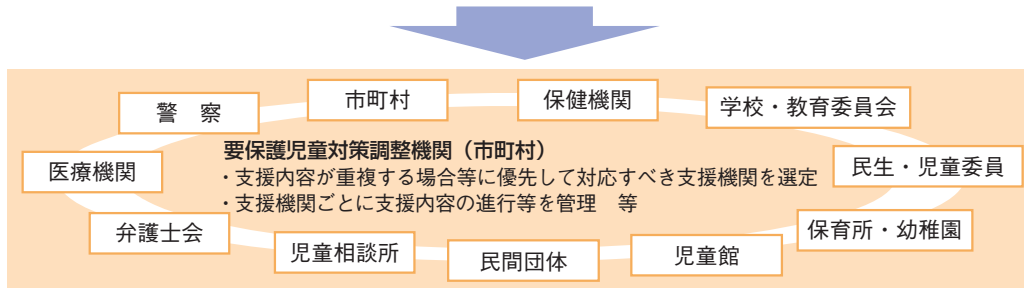 市町村
保健機関
学校・教育委員会
警　察
要保護児童対策調整機関（市町村）
・支援内容が重複する場合等に優先して対応すべき支援機関を選定
・支援機関ごとに支援内容の進行等を管理　等
医療機関
民生・児童委員
弁護士会
児童相談所
民間団体
児童館
保育所・幼稚園